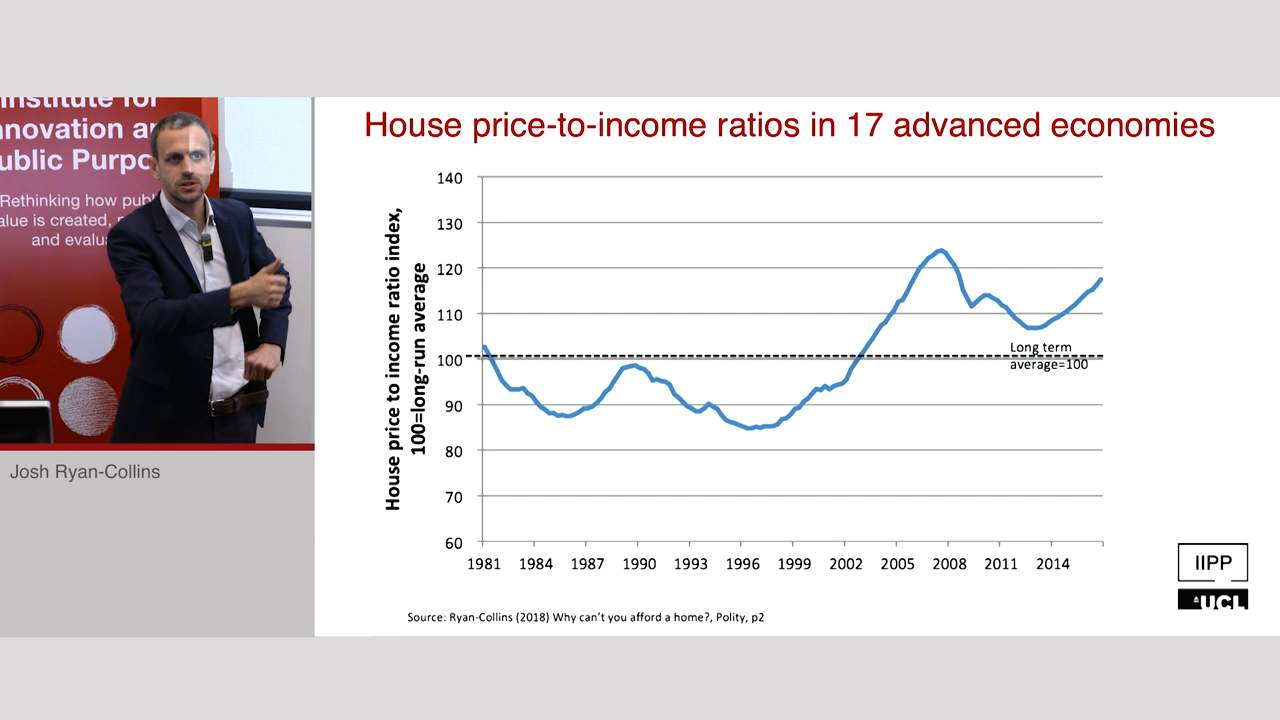 Institute for
nnovation a
ublic Purpo
Rethinking how publ
alue is created,
and evalua
Josh Ryan-Collins
House price-to-income ratios in 17 advanced economies
House price to income ratio index,
100=long-run average
140
130
120
110
100
90
80
70
60
Long term
average=100
1981 1984 1987 1990 1993 1996 1999 2002 2005 2008 2011 2014
Source: Ryan-Collins (2018) Why can't you afford a home?, Polity, p2
IIPP
UCL